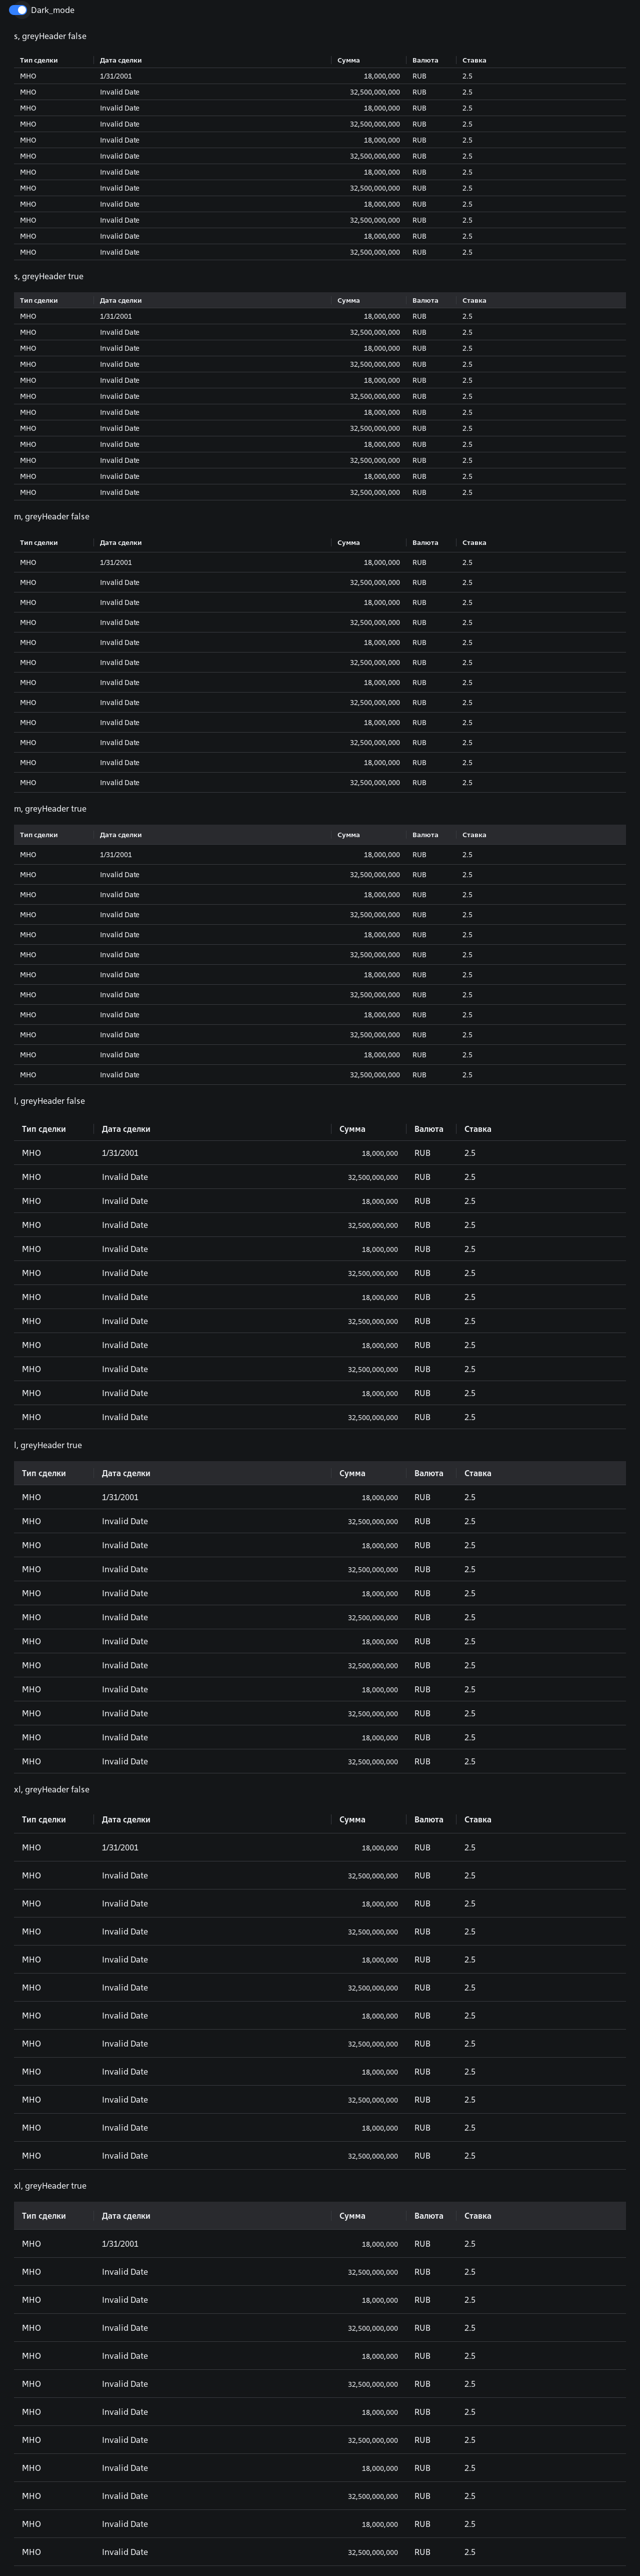 Dark_mode
s, greyHeader false
Тип сделки Дата сделки Сумма Валюта Ставка
МНО 1/31/2001 18,000,000 RUB 2.5
МНО Invalid Date 32,500,000,000 RUB 2.5
МНО Invalid Date 18,000,000 RUB 2.5
МНО Invalid Date 32,500,000,000 RUB 2.5
МНО Invalid Date 18,000,000 RUB 2.5
МНО Invalid Date 32,500,000,000 RUB 2.5
МНО Invalid Date 18,000,000 RUB 2.5
МНО Invalid Date 32,500,000,000 RUB 2.5
МНО Invalid Date 18,000,000 RUB 2.5
МНО Invalid Date 32,500,000,000 RUB 2.5
МНО Invalid Date 18,000,000 RUB 2.5
МНО Invalid Date 32,500,000,000 RUB 2.5
s, greyHeader true
Тип сделки Дата сделки Сумма Валюта Ставка
МНО 1/31/2001 18,000,000 RUB 2.5
МНО Invalid Date 32,500,000,000 RUB 2.5
МНО Invalid Date 18,000,000 RUB 2.5
МНО Invalid Date 32,500,000,000 RUB 2.5
МНО Invalid Date 18,000,000 RUB 2.5
МНО Invalid Date 32,500,000,000 RUB 2.5
МНО Invalid Date 18,000,000 RUB 2.5
МНО Invalid Date 32,500,000,000 RUB 2.5
МНО Invalid Date 18,000,000 RUB 2.5
МНО Invalid Date 32,500,000,000 RUB 2.5
МНО Invalid Date 18,000,000 RUB 2.5
МНО Invalid Date 32,500,000,000 RUB 2.5
m, greyHeader false
Тип сделки Дата сделки Сумма Валюта Ставка
МНО 1/31/2001 18,000,000 RUB 2.5
МНО Invalid Date 32,500,000,000 RUB 2.5
МНО Invalid Date 18,000,000 RUB 2.5
МНО Invalid Date 32,500,000,000 RUB 2.5
МНО Invalid Date 18,000,000 RUB 2.5
МНО Invalid Date 32,500,000,000 RUB 2.5
МНО Invalid Date 18,000,000 RUB 2.5
МНО Invalid Date 32,500,000,000 RUB 2.5
МНО Invalid Date 18,000,000 RUB 2.5
МНО Invalid Date 32,500,000,000 RUB 2.5
МНО Invalid Date 18,000,000 RUB 2.5
МНО Invalid Date 32,500,000,000 RUB 2.5
m, greyHeader true
Тип сделки Дата сделки Сумма Валюта Ставка
МНО 1/31/2001 18,000,000 RUB 2.5
МНО Invalid Date 32,500,000,000 RUB 2.5
МНО Invalid Date 18,000,000 RUB 2.5
МНО Invalid Date 32,500,000,000 RUB 2.5
МНО Invalid Date 18,000,000 RUB 2.5
МНО Invalid Date 32,500,000,000 RUB 2.5
МНО Invalid Date 18,000,000 RUB 2.5
МНО Invalid Date 32,500,000,000 RUB 2.5
МНО Invalid Date 18,000,000 RUB 2.5
МНО Invalid Date 32,500,000,000 RUB 2.5
МНО Invalid Date 18,000,000 RUB 2.5
МНО Invalid Date 32,500,000,000 RUB 2.5
l, greyHeader false
Тип сделки Дата сделки Сумма Валюта Ставка
МНО 1/31/2001 18,000,000 RUB 2.5
МНО Invalid Date 32,500,000,000 RUB 2.5
МНО Invalid Date 18,000,000 RUB 2.5
МНО Invalid Date 32,500,000,000 RUB 2.5
МНО Invalid Date 18,000,000 RUB 2.5
МНО Invalid Date 32,500,000,000 RUB 2.5
МНО Invalid Date 18,000,000 RUB 2.5
МНО Invalid Date 32,500,000,000 RUB 2.5
МНО Invalid Date 18,000,000 RUB 2.5
МНО Invalid Date 32,500,000,000 RUB 2.5
МНО Invalid Date 18,000,000 RUB 2.5
МНО Invalid Date 32,500,000,000 RUB 2.5
l, greyHeader true
Тип сделки Дата сделки Сумма Валюта Ставка
МНО 1/31/2001 18,000,000 RUB 2.5
МНО Invalid Date 32,500,000,000 RUB 2.5
МНО Invalid Date 18,000,000 RUB 2.5
МНО Invalid Date 32,500,000,000 RUB 2.5
МНО Invalid Date 18,000,000 RUB 2.5
МНО Invalid Date 32,500,000,000 RUB 2.5
МНО Invalid Date 18,000,000 RUB 2.5
МНО Invalid Date 32,500,000,000 RUB 2.5
МНО Invalid Date 18,000,000 RUB 2.5
МНО Invalid Date 32,500,000,000 RUB 2.5
МНО Invalid Date 18,000,000 RUB 2.5
МНО Invalid Date 32,500,000,000 RUB 2.5
xl, greyHeader false
Тип сделки Дата сделки Сумма Валюта Ставка
МНО 1/31/2001 18,000,000 RUB 2.5
МНО Invalid Date 32,500,000,000 RUB 2.5
МНО Invalid Date 18,000,000 RUB 2.5
МНО Invalid Date 32,500,000,000 RUB 2.5
МНО Invalid Date 18,000,000 RUB 2.5
МНО Invalid Date 32,500,000,000 RUB 2.5
МНО Invalid Date 18,000,000 RUB 2.5
МНО Invalid Date 32,500,000,000 RUB 2.5
МНО Invalid Date 18,000,000 RUB 2.5
МНО Invalid Date 32,500,000,000 RUB 2.5
МНО Invalid Date 18,000,000 RUB 2.5
МНО Invalid Date 32,500,000,000 RUB 2.5
xl, greyHeader true
Тип сделки Дата сделки Сумма Валюта Ставка
МНО 1/31/2001 18,000,000 RUB 2.5
МНО Invalid Date 32,500,000,000 RUB 2.5
МНО Invalid Date 18,000,000 RUB 2.5
МНО Invalid Date 32,500,000,000 RUB 2.5
МНО Invalid Date 18,000,000 RUB 2.5
МНО Invalid Date 32,500,000,000 RUB 2.5
МНО Invalid Date 18,000,000 RUB 2.5
МНО Invalid Date 32,500,000,000 RUB 2.5
МНО Invalid Date 18,000,000 RUB 2.5
МНО Invalid Date 32,500,000,000 RUB 2.5
МНО Invalid Date 18,000,000 RUB 2.5
МНО Invalid Date 32,500,000,000 RUB 2.5